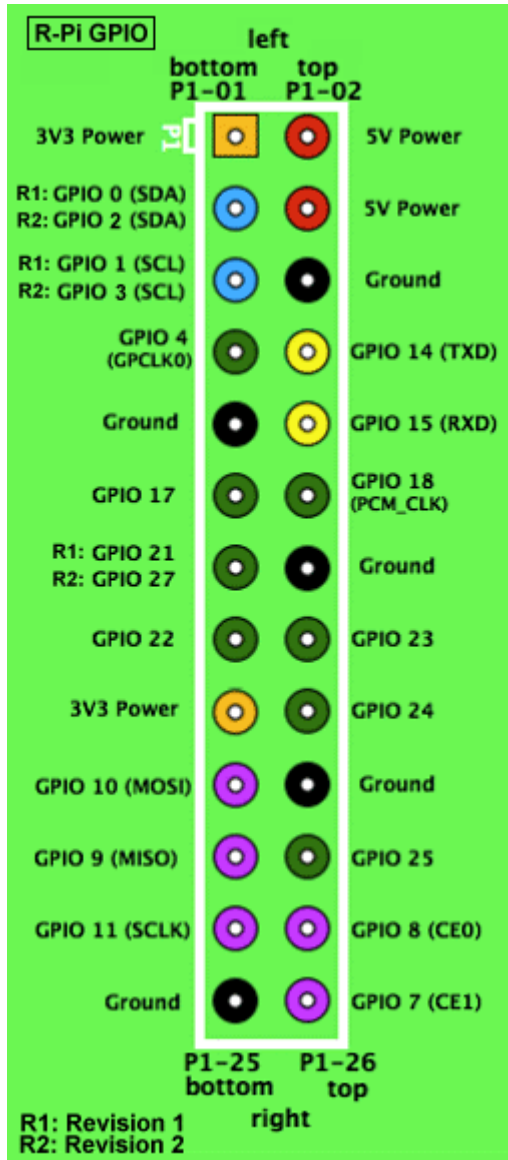 R-Pi GPIO
left
bottom top
P1-01 P1-02
3V3 Power P1 5V Power
R1: GPIO 0 (SDA)
R2: GPIO 2 (SDA) 5V Power
R1: GPIO 1 (SCL)
R2: GPIO 3 (SCL) Ground
GPIO 4
(GPCLK0) GPIO 14 (TXD)
Ground GPIO 15 (RXD)
GPIO 17 GPIO 18
(PCM_CLK)
R1: GPIO 21
R2: GPIO 27 Ground
GPIO 22 GPIO 23
3V3 Power GPIO 24
GPIO 10 (MOSI) Ground
GPIO 9 (MISO) GPIO 25
GPIO 11 (SCLK) GPIO 8 (CE0)
Ground GPIO 7 (CE1)
P1-25 P1-26
bottom top
right
R1: Revision 1
R2: Revision 2